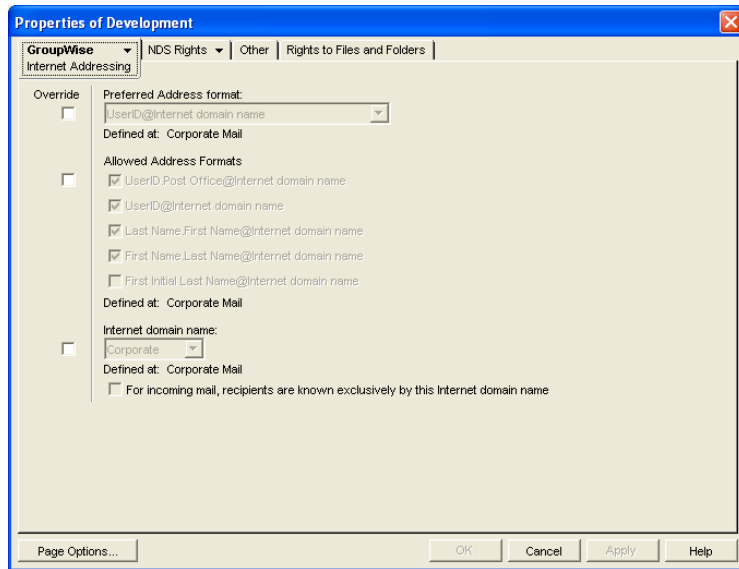 Properties of Development
GroupWise NDS Rights Other Rights to Files and Folders
Internet Addressing
Override Preferred Address format:
UserID@Internet domain name
Defined at: Corporate Mail
Allowed Address Formats
UserID.Post Office@Internet domain name
UserID@Internet domain name
Last Name.First Name@Internet domain name
First Name.Last Name@Internet domain name
First Initial Last Name@Internet domain name
Defined at: Corporate Mail
Internet domain name:
Corporate
Defined at: Corporate Mail
For incoming mail, recipients are known exclusively by this Internet domain name
Page Options... OK Cancel Apply Help